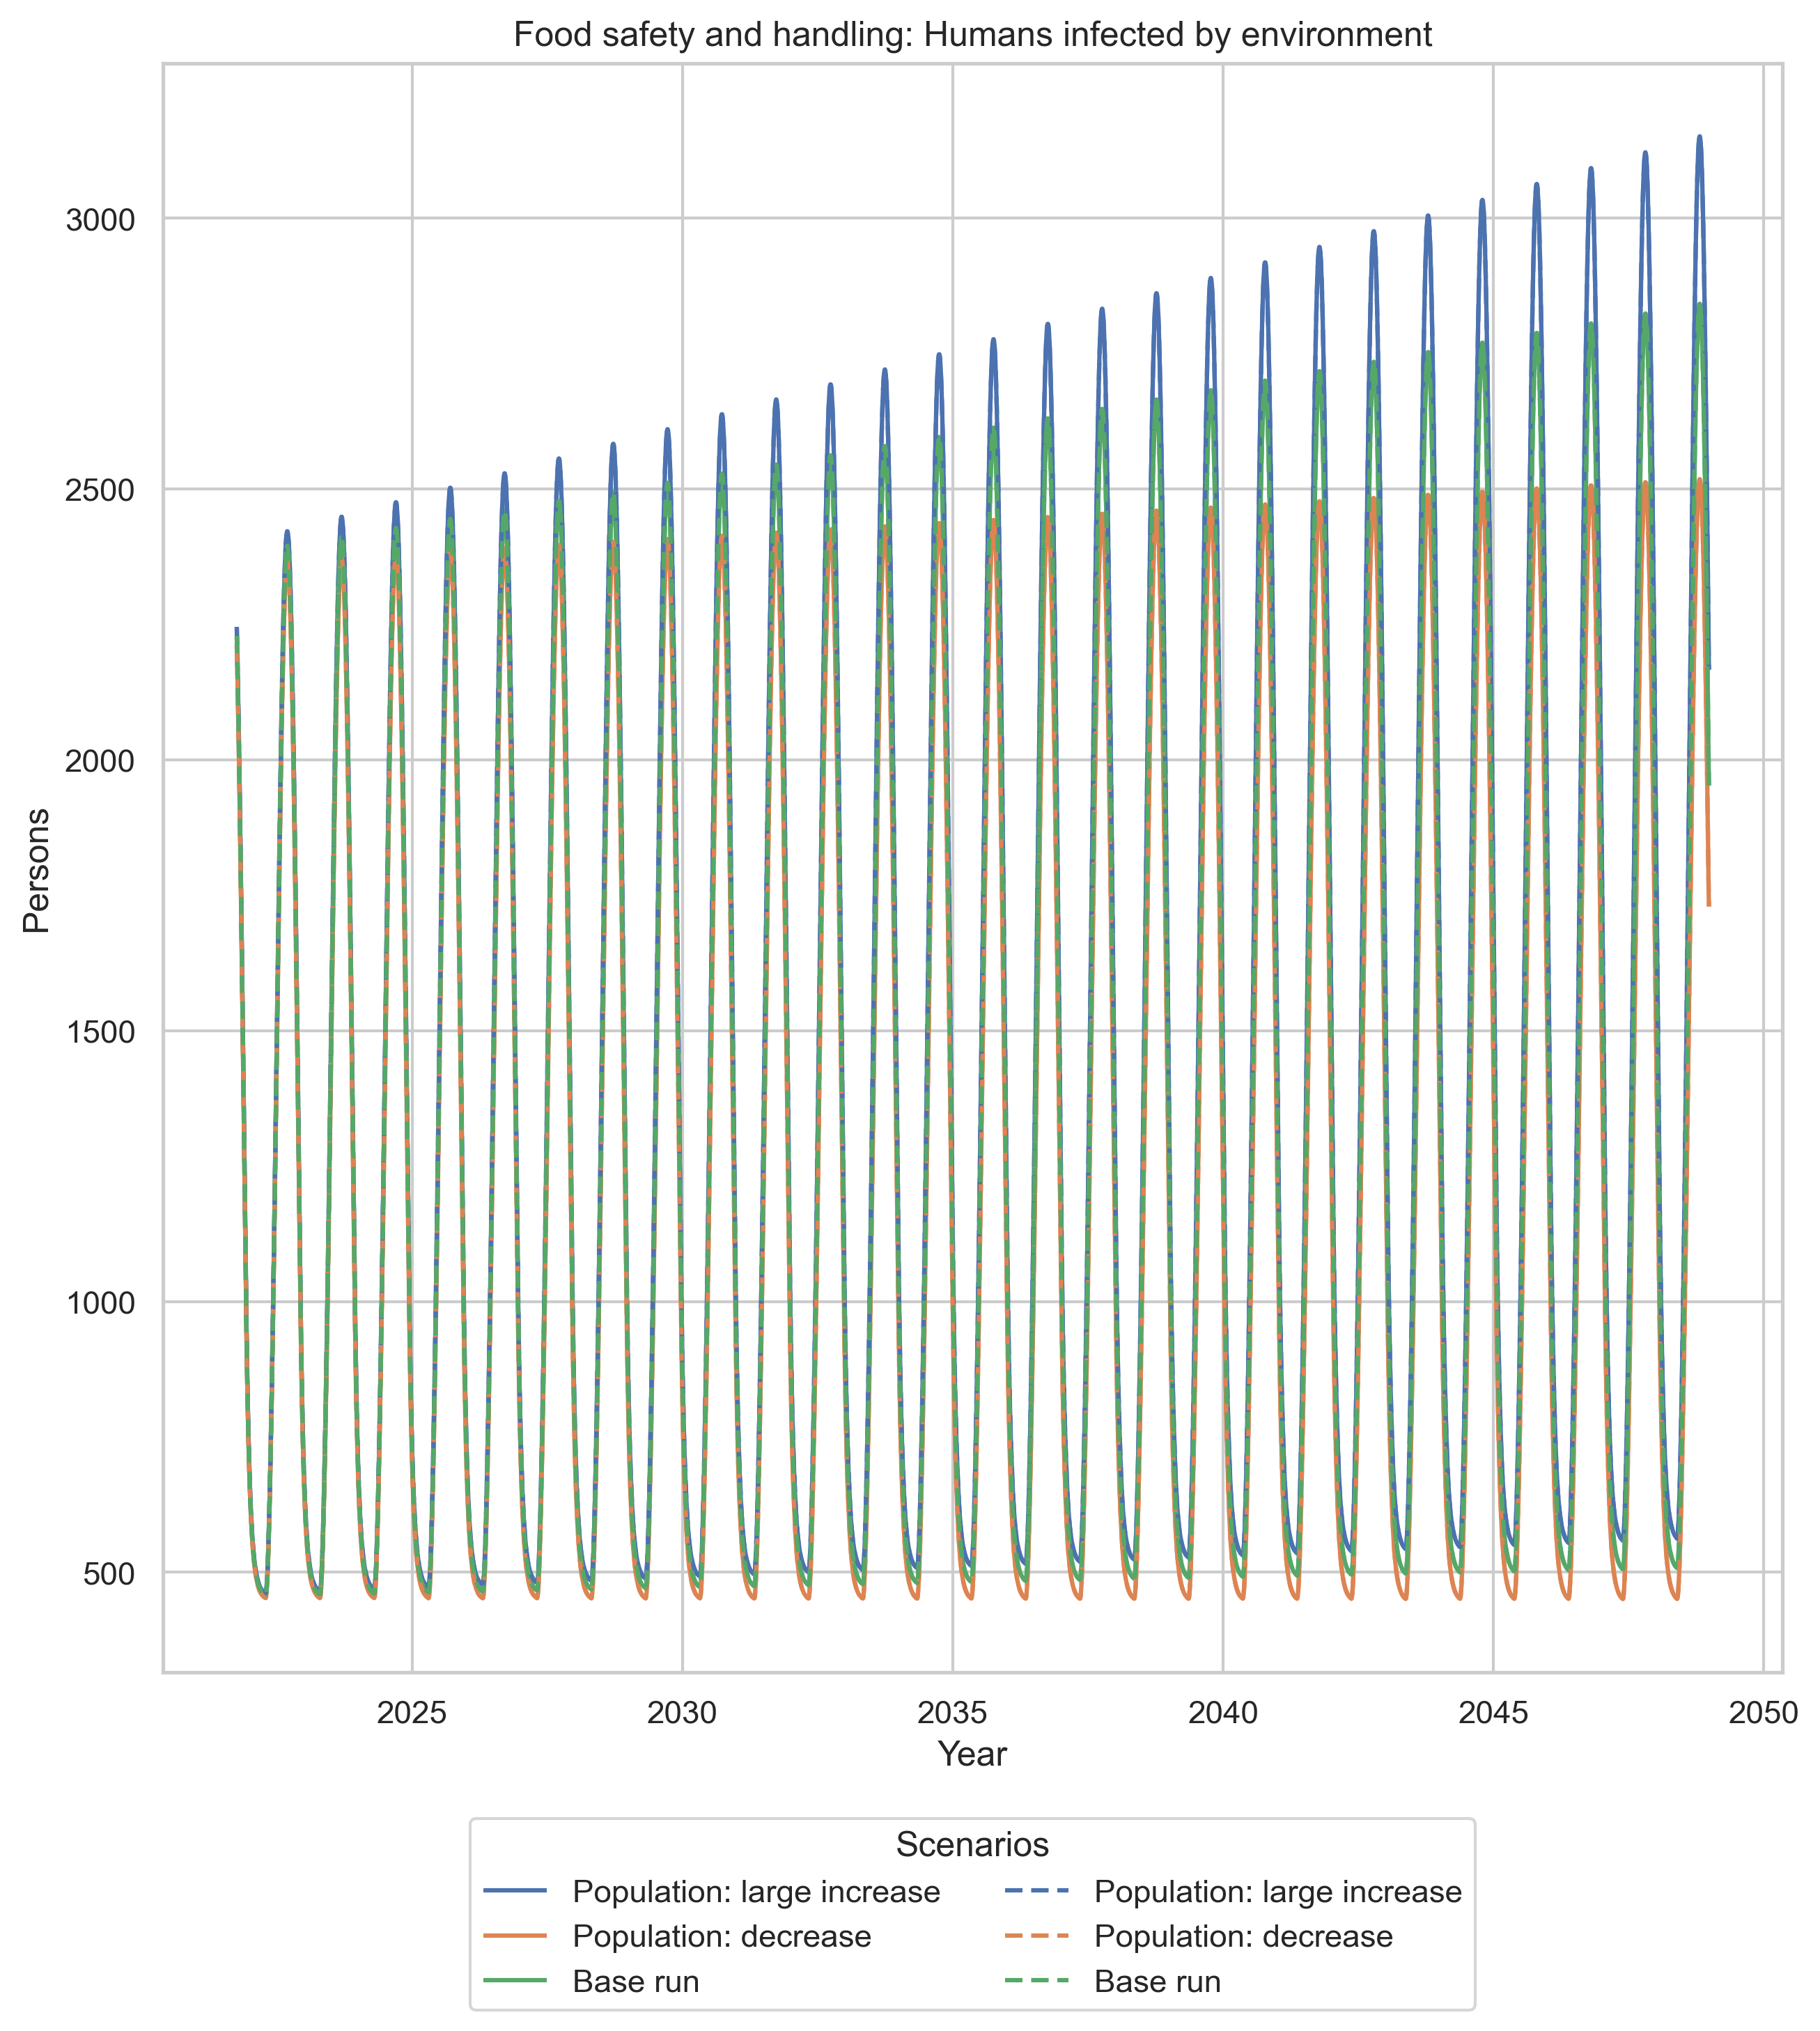 Food safety and handling: Humans infected by environment
3000
2500
2000
1500
1000
500
Persons
2025 2030 2035 2040 2045 2050
Year
Scenarios
Population: large increase Population: large increase
Population: decrease Population: decrease
Base run Base run